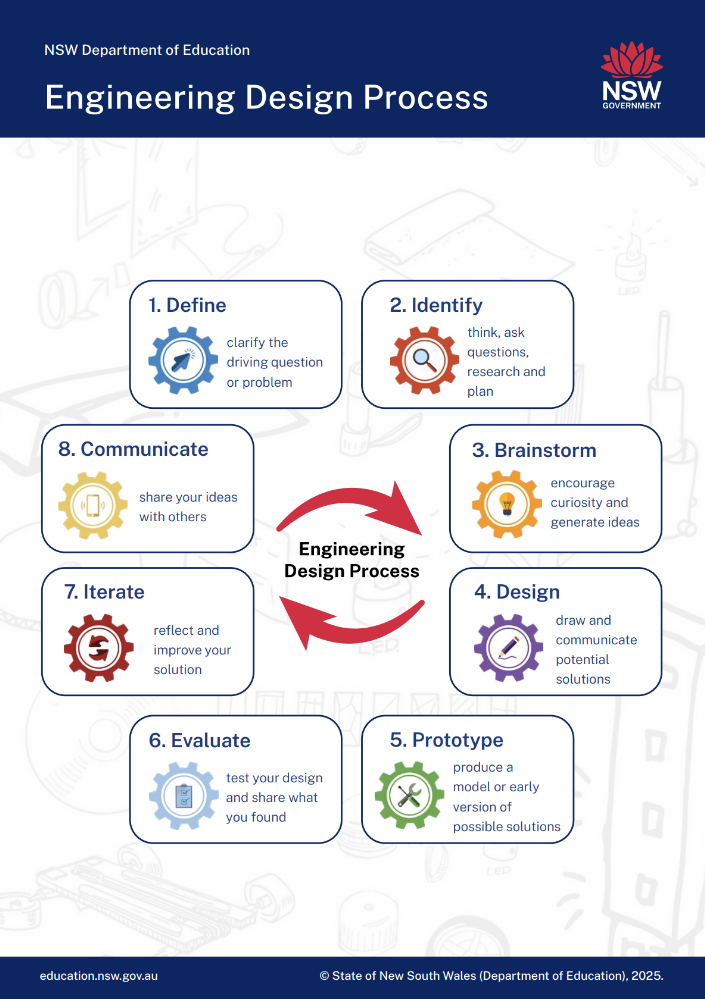 NSW Department of Education
Engineering Design Process
NSW
GOVERNMENT
1. Define
clarify the
driving question
or problem
2. Identify
think, ask
questions,
research and
plan
3. Brainstorm
encourage
curiosity and
generate ideas
4. Design
draw and
communicate
potential
solutions
5. Prototype
produce a
model or early
version of
possible solutions
6. Evaluate
test your design
and share what
you found
7. Iterate
reflect and
improve your
solution
8. Communicate
share your ideas
with others
Engineering
Design Process
LED
LED
LED
education.nsw.gov.au
© State of New South Wales (Department of Education), 2025.